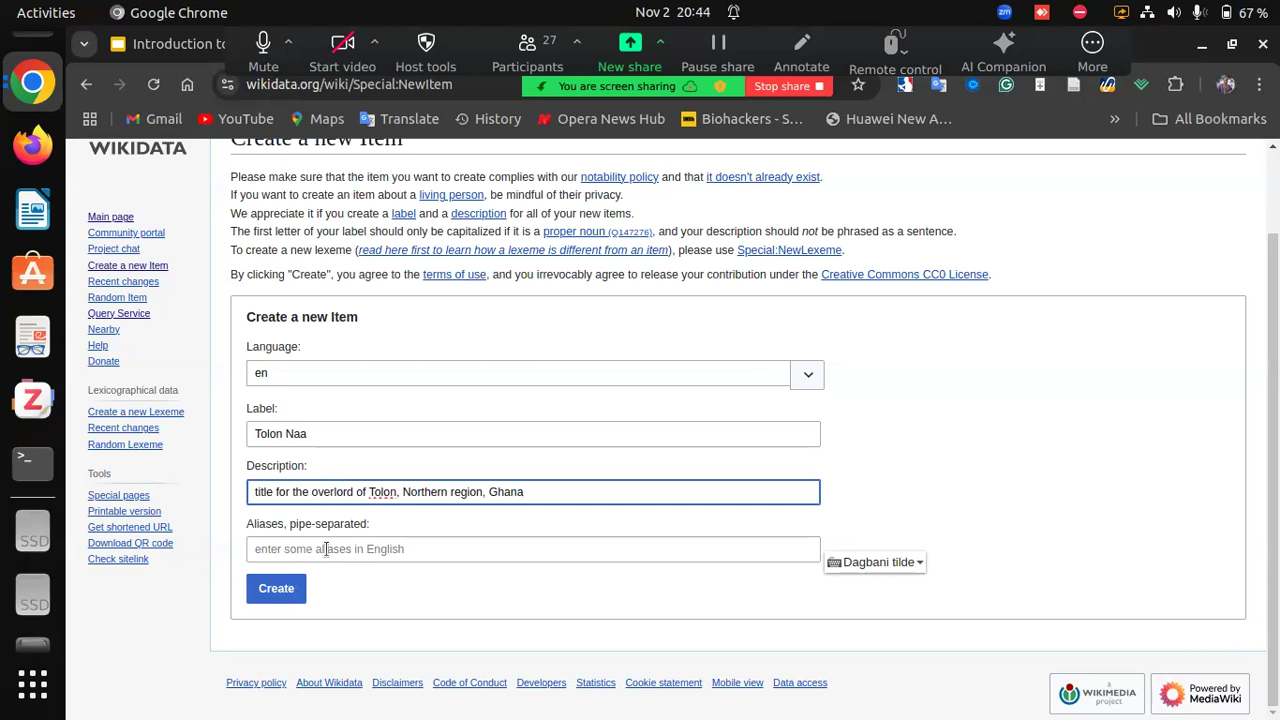 Activities
Google Chrome
Nov 2 20:44
zm
67 %
Introduction to
Mute
Start video
Host tools
27
Participants
New share
Pause share
Annotate
Remote control
AI Companion
More
wikidata.org/wiki/Special:NewItem
You are screen sharing
Stop share
Gmail
YouTube
Maps
Translate
History
Opera News Hub
Biohackers - S...
Huawei New A...
»
All Bookmarks
WIKIDATA
Main page
Community portal
Project chat
Create a new Item
Recent changes
Random Item
Query Service
Nearby
Help
Donate
Lexicographical data
Create a new Lexeme
Recent changes
Random Lexeme
Tools
Special pages
Printable version
Get shortened URL
Download QR code
Check sitelink
Create a new Item
Please make sure that the item you want to create complies with our notability policy and that it doesn't already exist.
If you want to create an item about a living person, be mindful of their privacy.
We appreciate it if you create a label and a description for all of your new items.
The first letter of your label should only be capitalized if it is a proper noun (Q147276), and your description should not be phrased as a sentence.
To create a new lexeme (read here first to learn how a lexeme is different from an item), please use Special:NewLexeme.
By clicking "Create", you agree to the terms of use, and you irrevocably agree to release your contribution under the Creative Commons CC0 License.
Create a new Item
Language:
en
Label:
Tolon Naa
Description:
title for the overlord of Tolon, Northern region, Ghana
Aliases, pipe-separated:
enter some aliases in English
Dagbani tilde
Create
Privacy policy
About Wikidata
Disclaimers
Code of Conduct
Developers
Statistics
Cookie statement
Mobile view
Data access
a
WIKIMEDIA
project
Powered by
MediaWiki
SSD
SSD